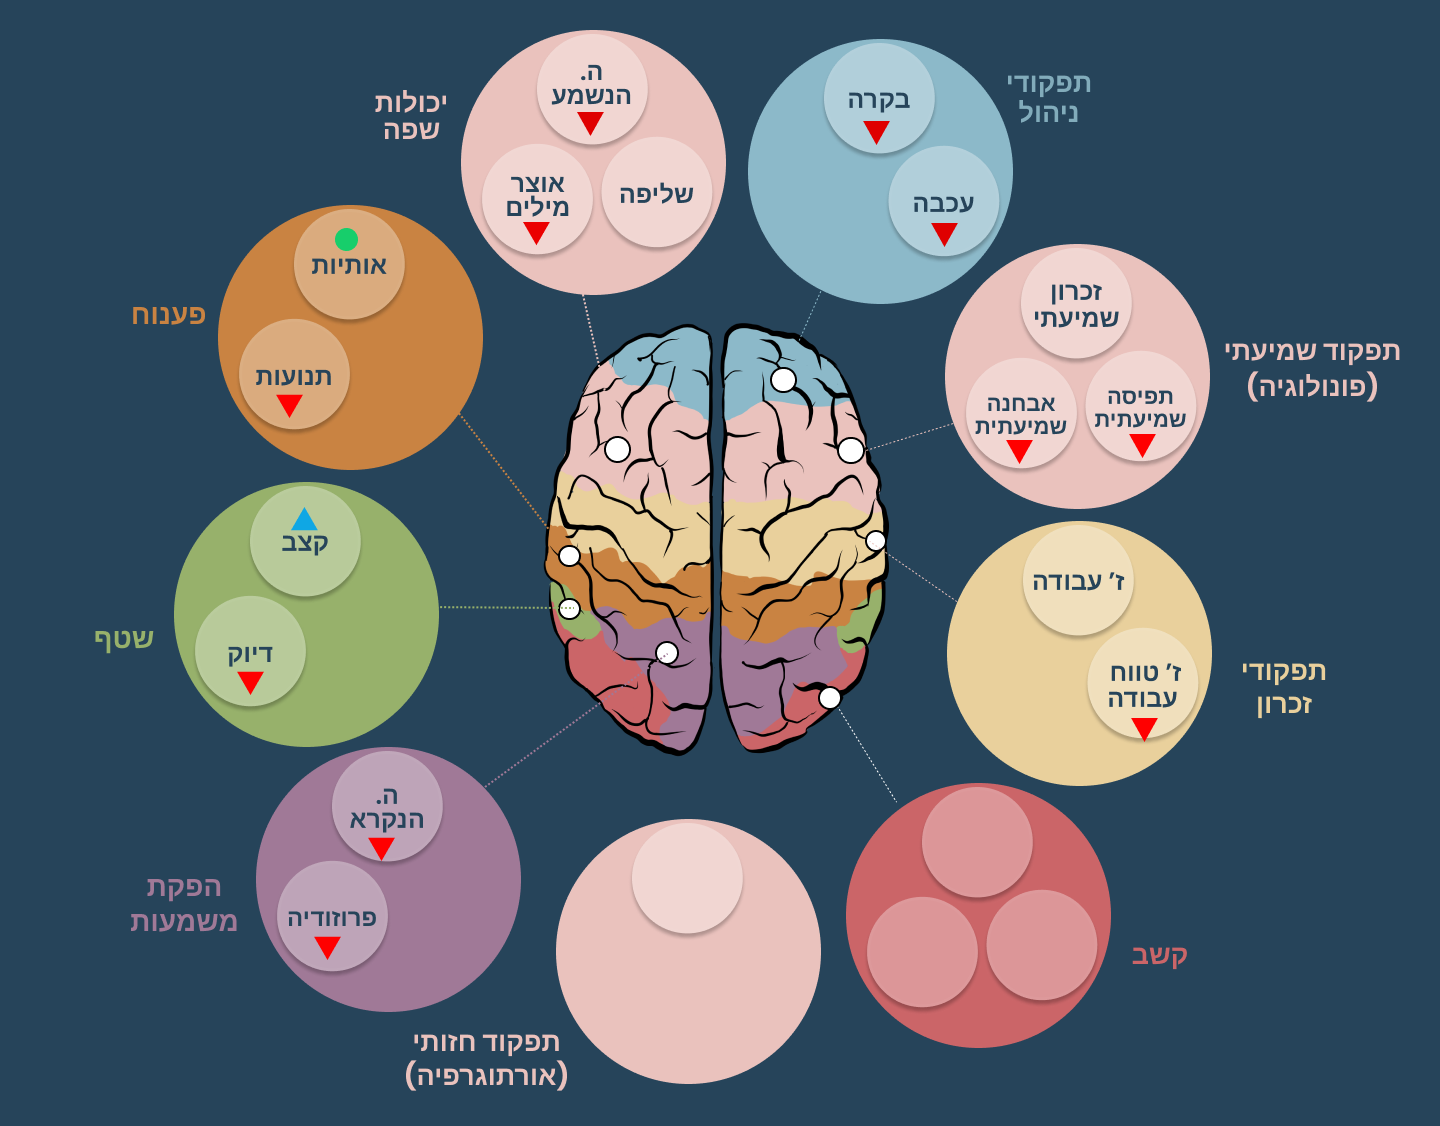 תפקודי
ניהול
בקרה
עכבה
יכולות
שפה
ה.
הנשמע
אוצר
מילים
שליפה
פענוח
אותיות
תנועות
תפקוד שמיעתי
(פונולוגיה)
זכרון
שמיעתי
תפיסה
שמיעתית
אבחנה
שמיעתית
שטף
קצב
דיוק
תפקודי
זכרון
ז' עבודה
ז' טווח
עבודה
הפקת
משמעות
ה.
הנקרא
פרוזודיה
קשב
תפקוד חזותי
(אורתוגרפיה)